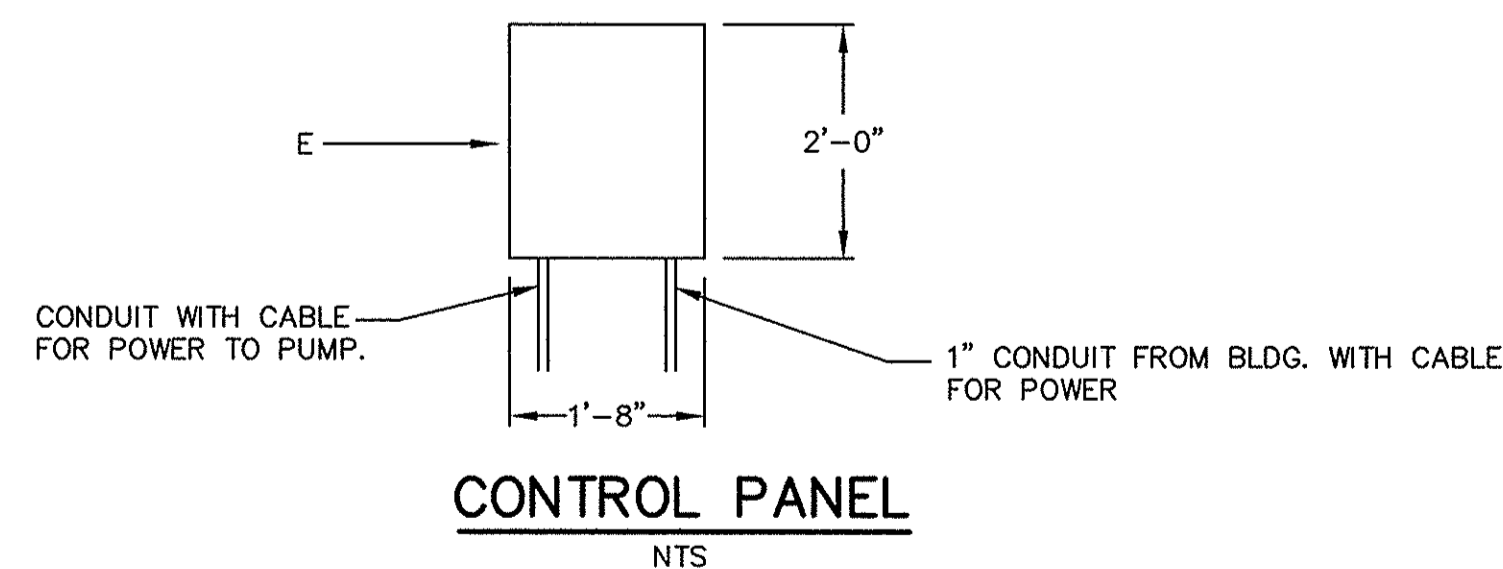 E
2'-0"
CONDUIT WITH CABLE
FOR POWER TO PUMP.
1" CONDUIT FROM BLDG. WITH CABLE
FOR POWER
1'-8"
CONTROL PANEL
NTS